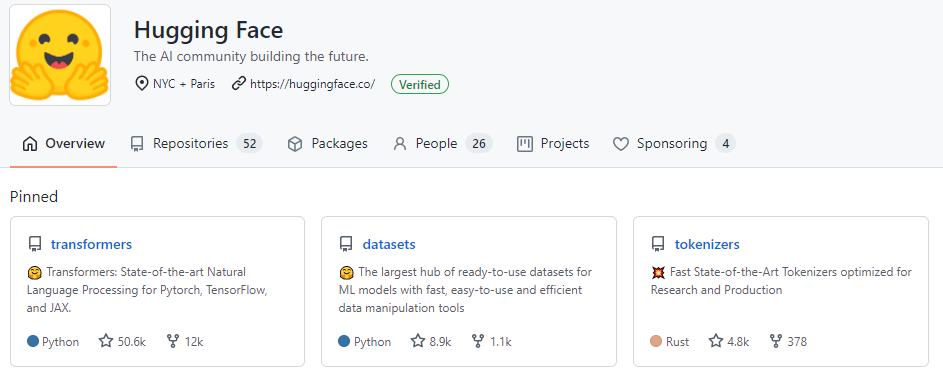 Hugging Face
The AI community building the future.
NYC + Paris https://huggingface.co/ Verified
Overview Repositories 52 Packages People 26 Projects Sponsoring 4
Pinned
transformers
🤗 Transformers: State-of-the-art Natural
Language Processing for Pytorch, TensorFlow,
and JAX.
Python 50.6k 12k
datasets
🤗 The largest hub of ready-to-use datasets for
ML models with fast, easy-to-use and efficient
data manipulation tools
Python 8.9k 1.1k
tokenizers
💥 Fast State-of-the-Art Tokenizers optimized for
Research and Production
Rust 4.8k 378